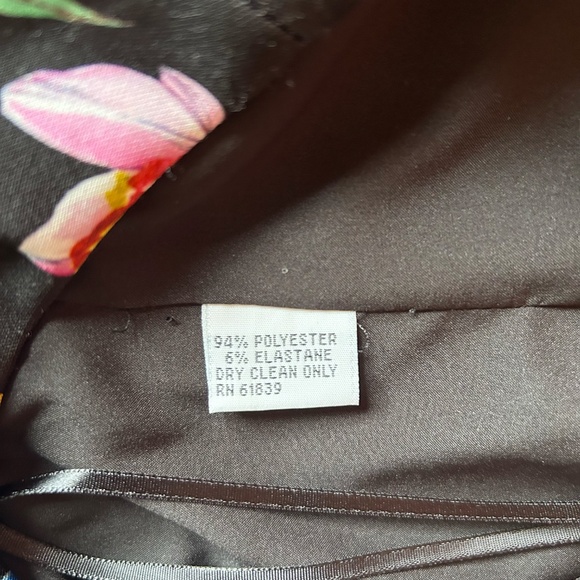 94% POLYESTER
6% ELASTANE
DRY CLEAN ONLY
RN 61839